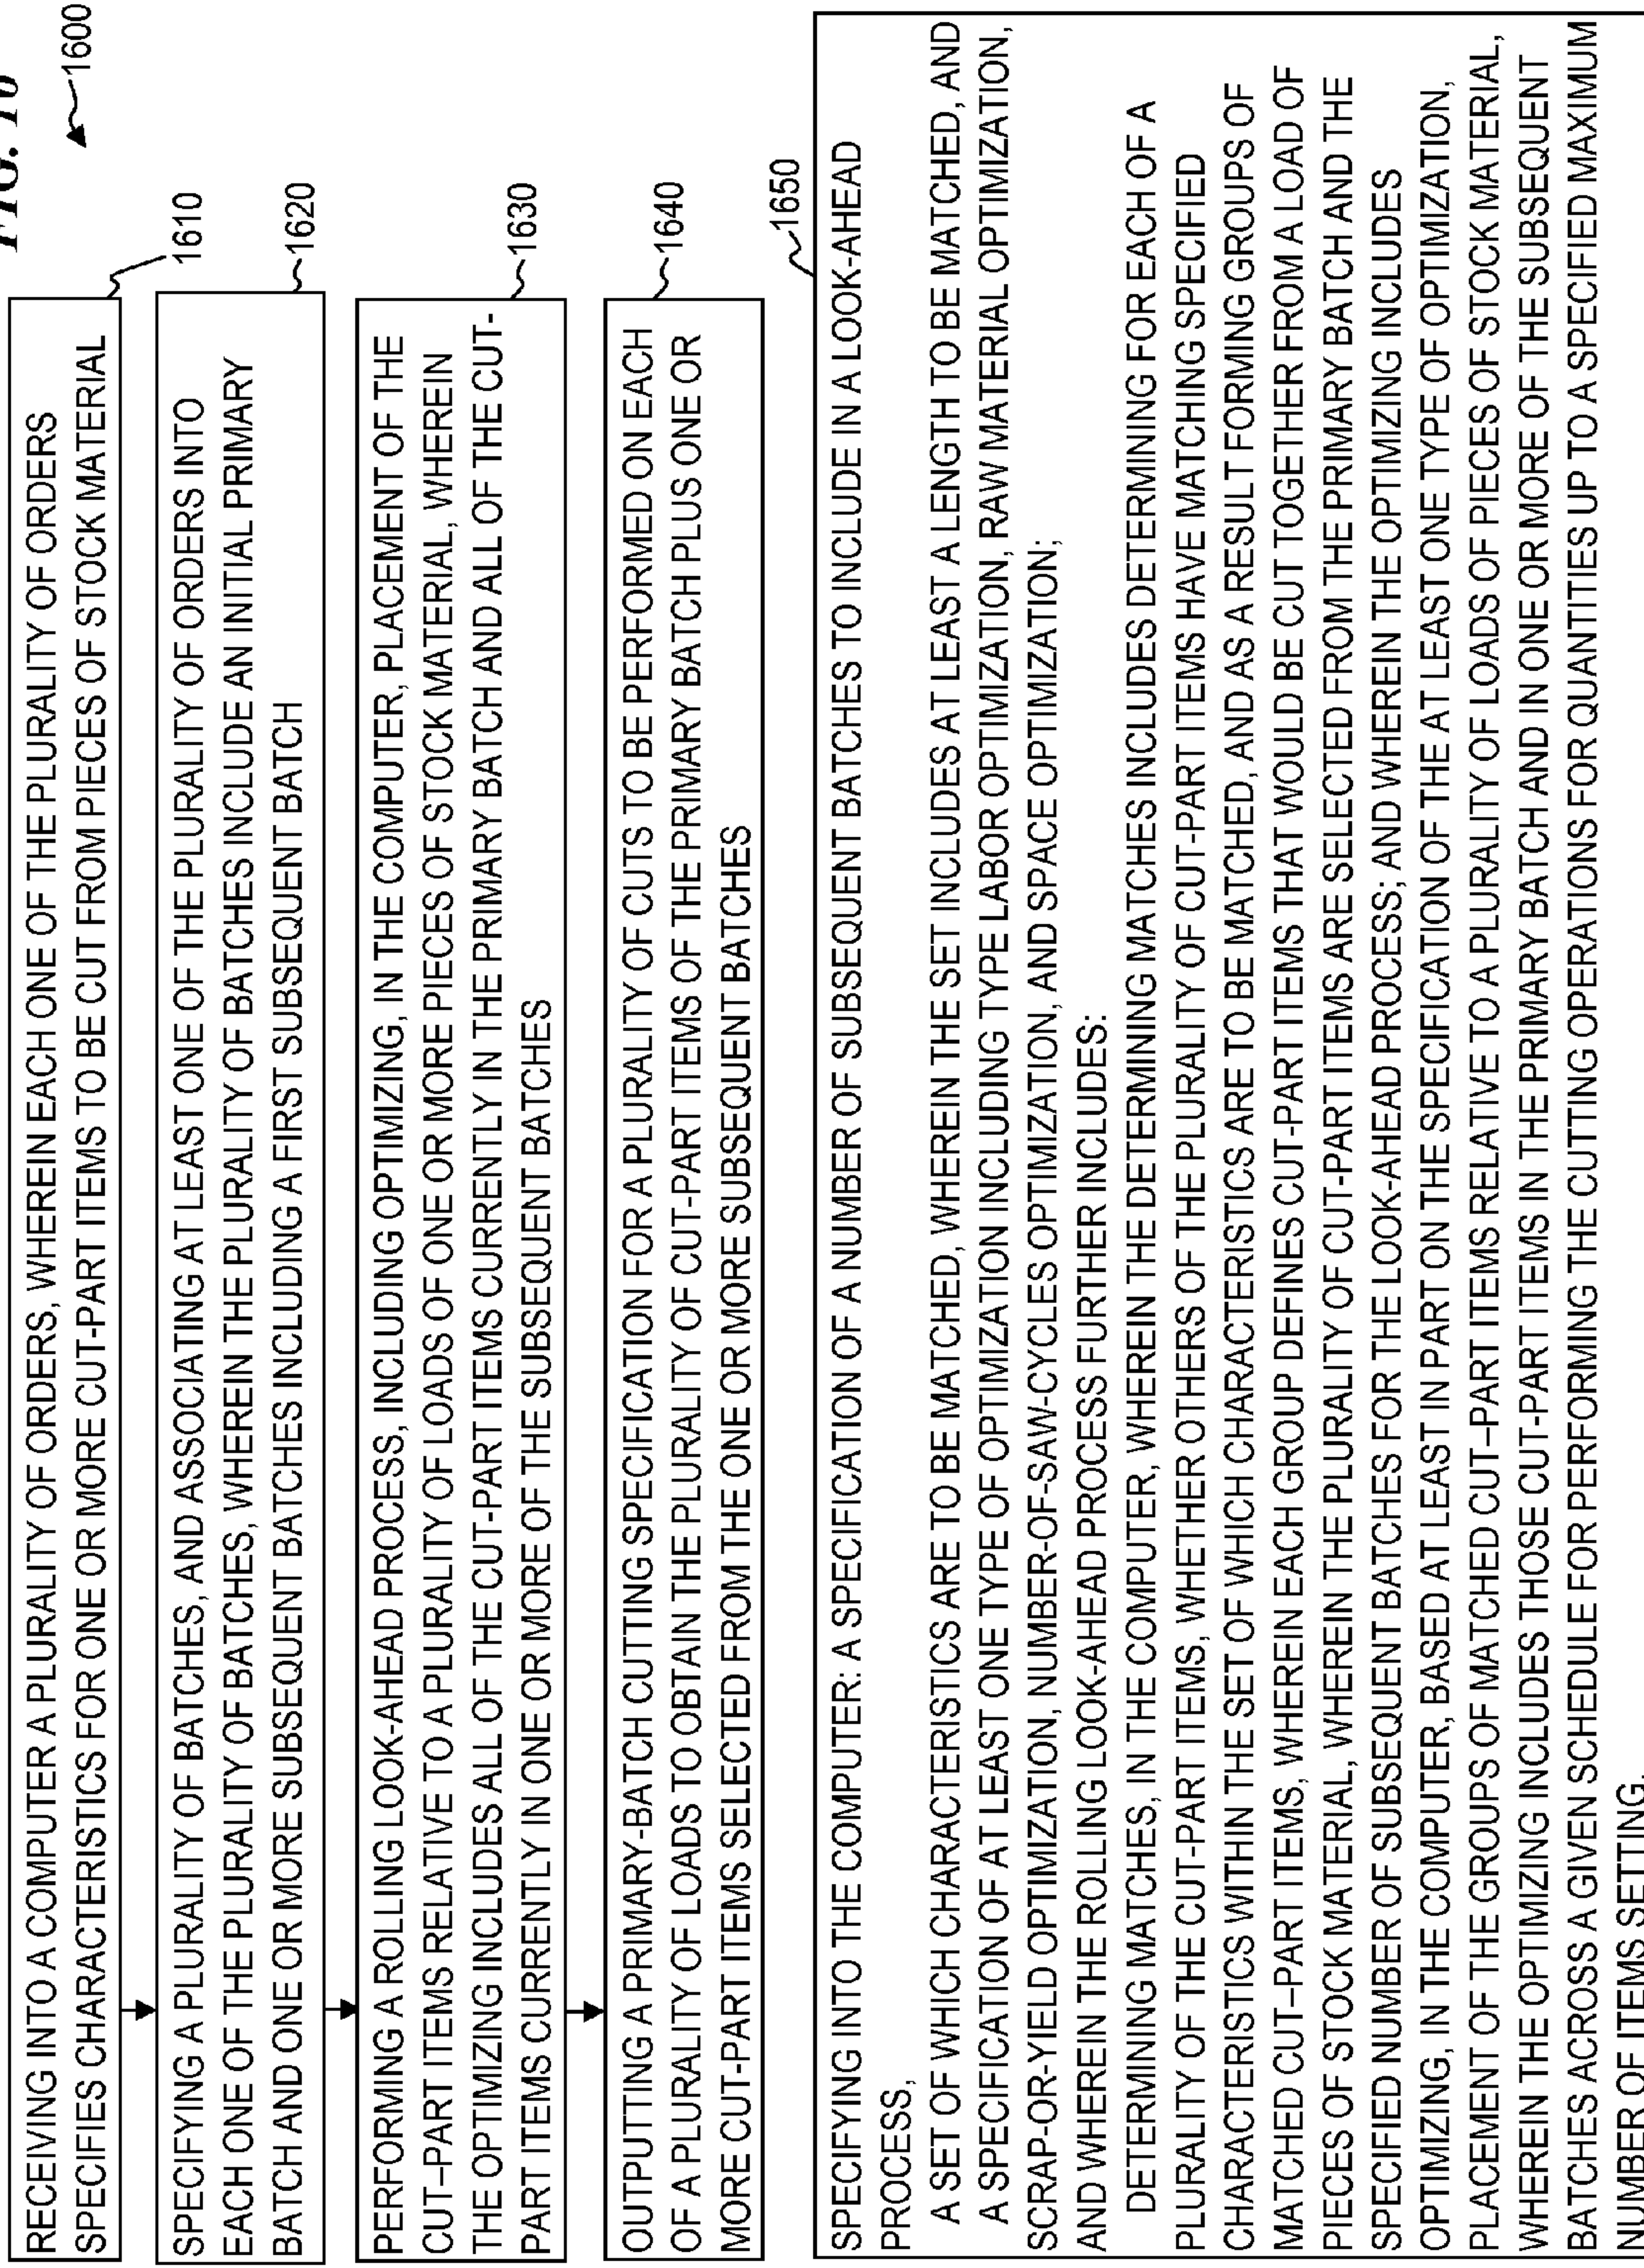 FIG. 16
1600
RECEIVING INTO A COMPUTER A PLURALITY OF ORDERS, WHEREIN EACH ONE OF THE PLURALITY OF ORDERS
SPECIFIES CHARACTERISTICS FOR ONE OR MORE CUT-PART ITEMS TO BE CUT FROM PIECES OF STOCK MATERIAL
1610
SPECIFYING A PLURALITY OF BATCHES, AND ASSOCIATING AT LEAST ONE OF THE PLURALITY OF ORDERS INTO
EACH ONE OF THE PLURALITY OF BATCHES, WHEREIN THE PLURALITY OF BATCHES INCLUDE AN INITIAL PRIMARY
BATCH AND ONE OR MORE SUBSEQUENT BATCHES INCLUDING A FIRST SUBSEQUENT BATCH
1620
PERFORMING A ROLLING LOOK-AHEAD PROCESS, INCLUDING OPTIMIZING, IN THE COMPUTER, PLACEMENT OF THE
CUT–PART ITEMS RELATIVE TO A PLURALITY OF LOADS OF ONE OR MORE PIECES OF STOCK MATERIAL, WHEREIN
THE OPTIMIZING INCLUDES ALL OF THE CUT-PART ITEMS CURRENTLY IN THE PRIMARY BATCH AND ALL OF THE CUT-
PART ITEMS CURRENTLY IN ONE OR MORE OF THE SUBSEQUENT BATCHES
1630
OUTPUTTING A PRIMARY-BATCH CUTTING SPECIFICATION FOR A PLURALITY OF CUTS TO BE PERFORMED ON EACH
OF A PLURALITY OF LOADS TO OBTAIN THE PLURALITY OF CUT-PART ITEMS OF THE PRIMARY BATCH PLUS ONE OR
MORE CUT-PART ITEMS SELECTED FROM THE ONE OR MORE SUBSEQUENT BATCHES
1640
1650
SPECIFYING INTO THE COMPUTER: A SPECIFICATION OF A NUMBER OF SUBSEQUENT BATCHES TO INCLUDE IN A LOOK-AHEAD
PROCESS,
A SET OF WHICH CHARACTERISTICS ARE TO BE MATCHED, WHEREIN THE SET INCLUDES AT LEAST A LENGTH TO BE MATCHED, AND
A SPECIFICATION OF AT LEAST ONE TYPE OF OPTIMIZATION INCLUDING TYPE LABOR OPTIMIZATION, RAW MATERIAL OPTIMIZATION,
SCRAP-OR-YIELD OPTIMIZATION, NUMBER-OF-SAW-CYCLES OPTIMIZATION, AND SPACE OPTIMIZATION;
AND WHEREIN THE ROLLING LOOK-AHEAD PROCESS FURTHER INCLUDES:
DETERMINING MATCHES, IN THE COMPUTER, WHEREIN THE DETERMINING MATCHES INCLUDES DETERMINING FOR EACH OF A
PLURALITY OF THE CUT-PART ITEMS, WHETHER OTHERS OF THE PLURALITY OF CUT-PART ITEMS HAVE MATCHING SPECIFIED
CHARACTERISTICS WITHIN THE SET OF WHICH CHARACTERISTICS ARE TO BE MATCHED, AND AS A RESULT FORMING GROUPS OF
MATCHED CUT–PART ITEMS, WHEREIN EACH GROUP DEFINES CUT-PART ITEMS THAT WOULD BE CUT TOGETHER FROM A LOAD OF
PIECES OF STOCK MATERIAL, WHEREIN THE PLURALITY OF CUT-PART ITEMS ARE SELECTED FROM THE PRIMARY BATCH AND THE
SPECIFIED NUMBER OF SUBSEQUENT BATCHES FOR THE LOOK-AHEAD PROCESS; AND WHEREIN THE OPTIMIZING INCLUDES
OPTIMIZING, IN THE COMPUTER, BASED AT LEAST IN PART ON THE SPECIFICATION OF THE AT LEAST ONE TYPE OF OPTIMIZATION,
PLACEMENT OF THE GROUPS OF MATCHED CUT–PART ITEMS RELATIVE TO A PLURALITY OF LOADS OF PIECES OF STOCK MATERIAL,
WHEREIN THE OPTIMIZING INCLUDES THOSE CUT-PART ITEMS IN THE PRIMARY BATCH AND IN ONE OR MORE OF THE SUBSEQUENT
BATCHES ACROSS A GIVEN SCHEDULE FOR PERFORMING THE CUTTING OPERATIONS FOR QUANTITIES UP TO A SPECIFIED MAXIMUM
NUMBER OF ITEMS SETTING.